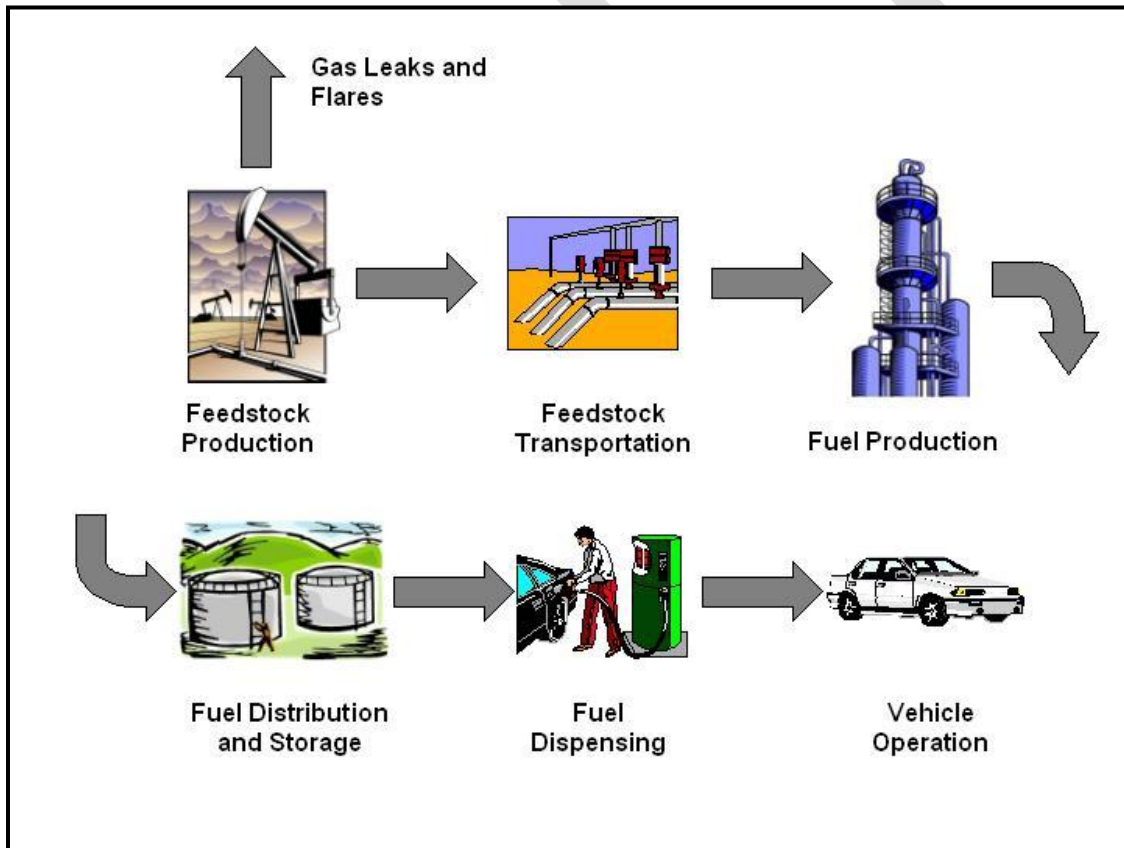 Gas Leaks and
Flares
Feedstock
Production
Feedstock
Transportation
Fuel Production
Fuel Distribution
and Storage
Fuel
Dispensing
Vehicle
Operation